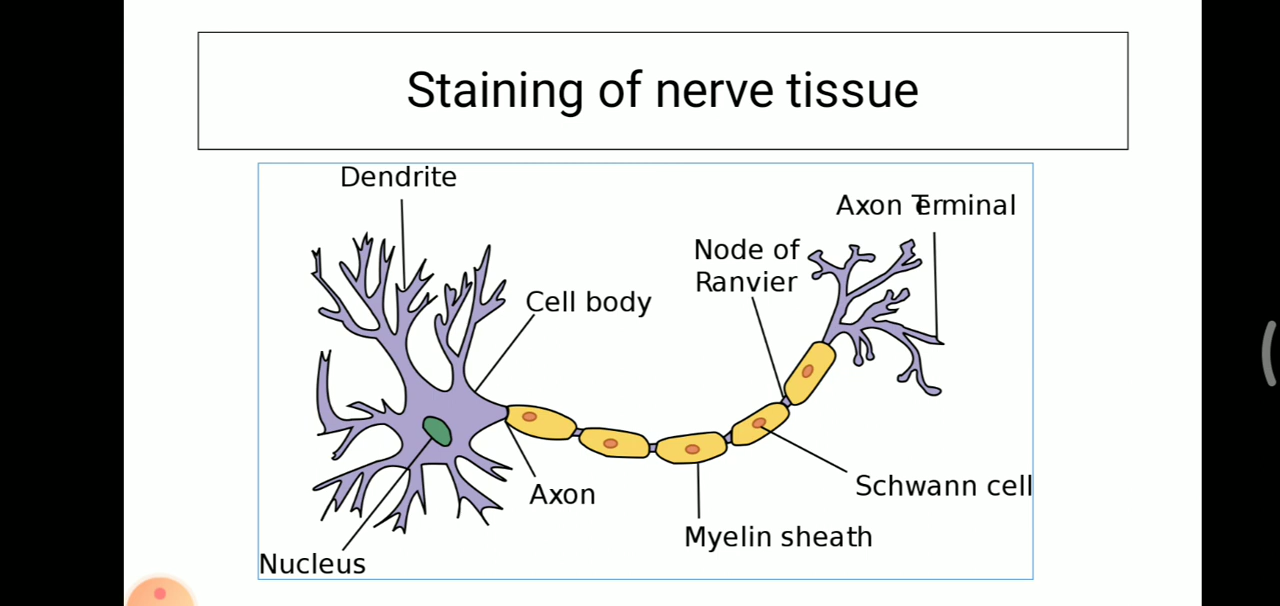 Staining of nerve tissue
Dendrite
Axon Terminal
Node of
Ranvier
Cell body
Axon
Schwann cell
Myelin sheath
Nucleus